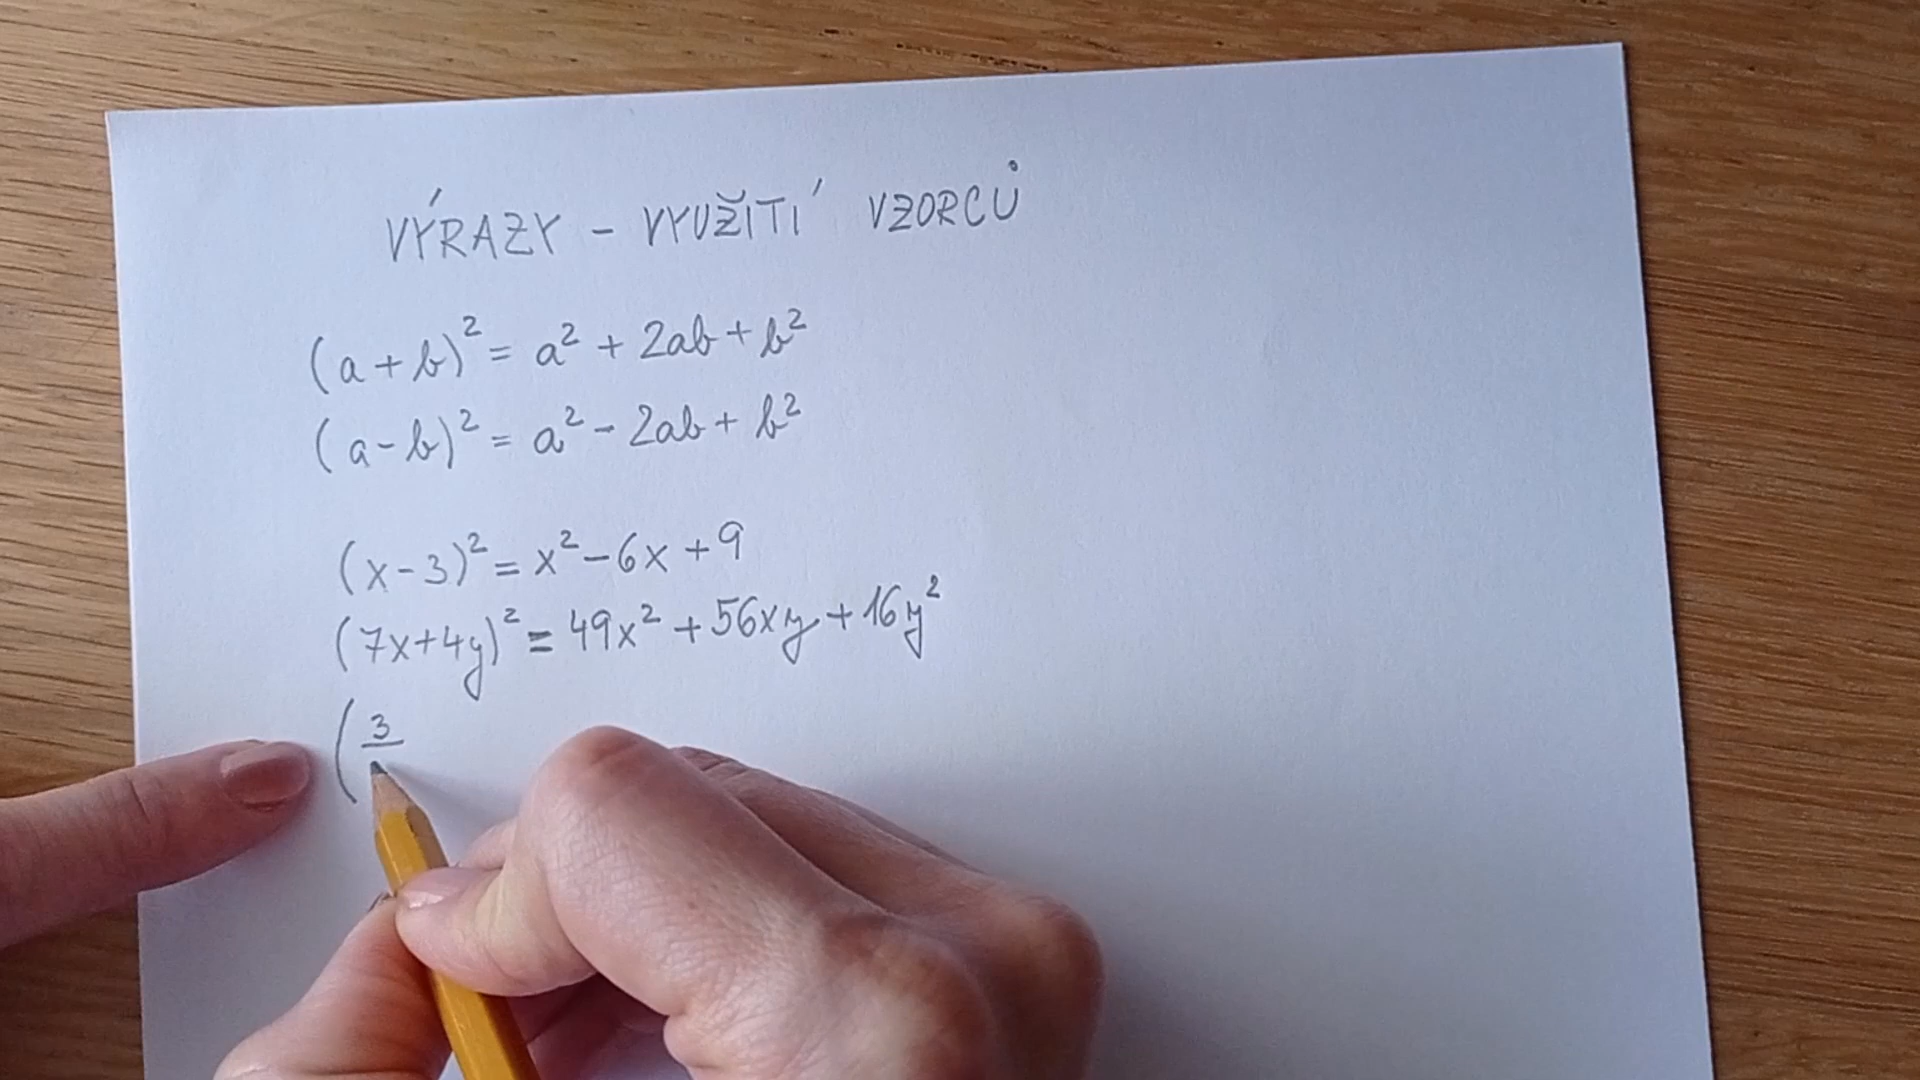 VÝRAZY - VYUŽITÍ VZORCŮ
(a+b)² = a² + 2ab + b²
(a-b)² = a² - 2ab + b²
(x-3)² = x² - 6x + 9
(7x+4y)² = 49x² + 56xy + 16y²
(3